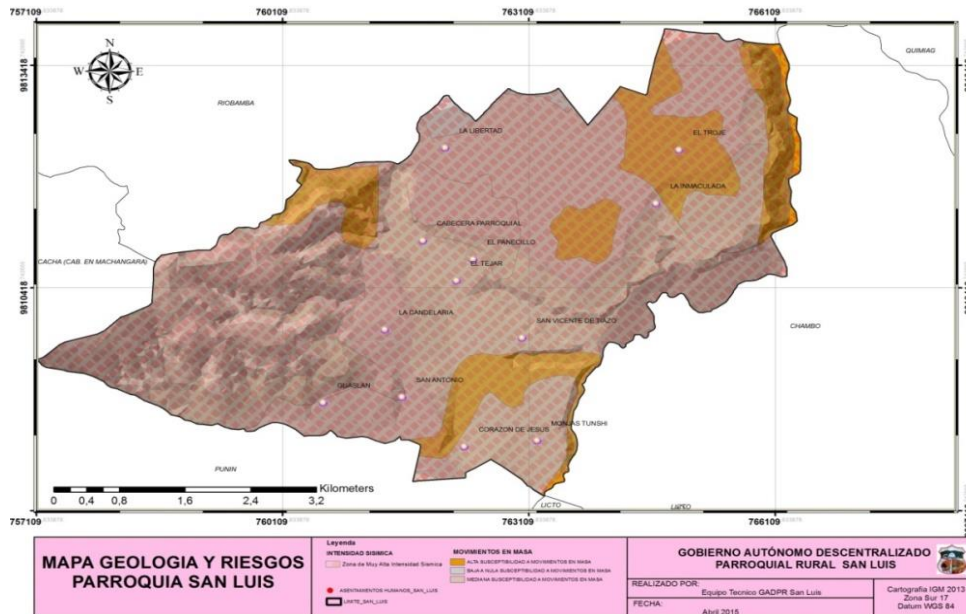 757109
760109
763109
766109
9813418
N
W E
S
QUIMIAG
RIOBAMBA
LA LIBERTAD
EL TROJE
LA INMACULADA
CABECERA PARROQUIAL
EL PANECILLO
EL TEJAR
CACHA (CAB. EN MACHANGARA)
9810418
LA CANDELARIA
SAN VICENTE DE TIAZO
CHAMBO
GUASLAN
SAN ANTONIO
CORAZON DE JESUS
MONJAS TUNSHI
PUNIN
LICTO
Kilometers
0 0,4 0,8 1,6 2,4 3,2
757109
760109
763109
766109
MAPA GEOLOGIA Y RIESGOS
PARROQUIA SAN LUIS
Leyenda
INTENSIDAD SISMICA
Zona de Muy Alta Intensidad Sismica
ASENTAMIENTOS HUMANOS_SAN_LUIS
LIMITE_SAN_LUIS
MOVIMIENTOS EN MASA
ALTA SUSCEPTIBILIDAD A MOVIMIENTOS EN MASA
BAJA A NULA SUSCEPTIBILIDAD A MOVIMIENTOS EN MASA
MEDIANA SUSCEPTIBILIDAD A MOVIMIENTOS EN MASA
GOBIERNO AUTÓNOMO DESCENTRALIZADO
PARROQUIAL RURAL SAN LUIS
REALIZADO POR:
Equipo Tecnico GADPR San Luis
FECHA:
Abril 2015
Cartografía IGM 2013
Zona Sur 17
Datum WGS 84